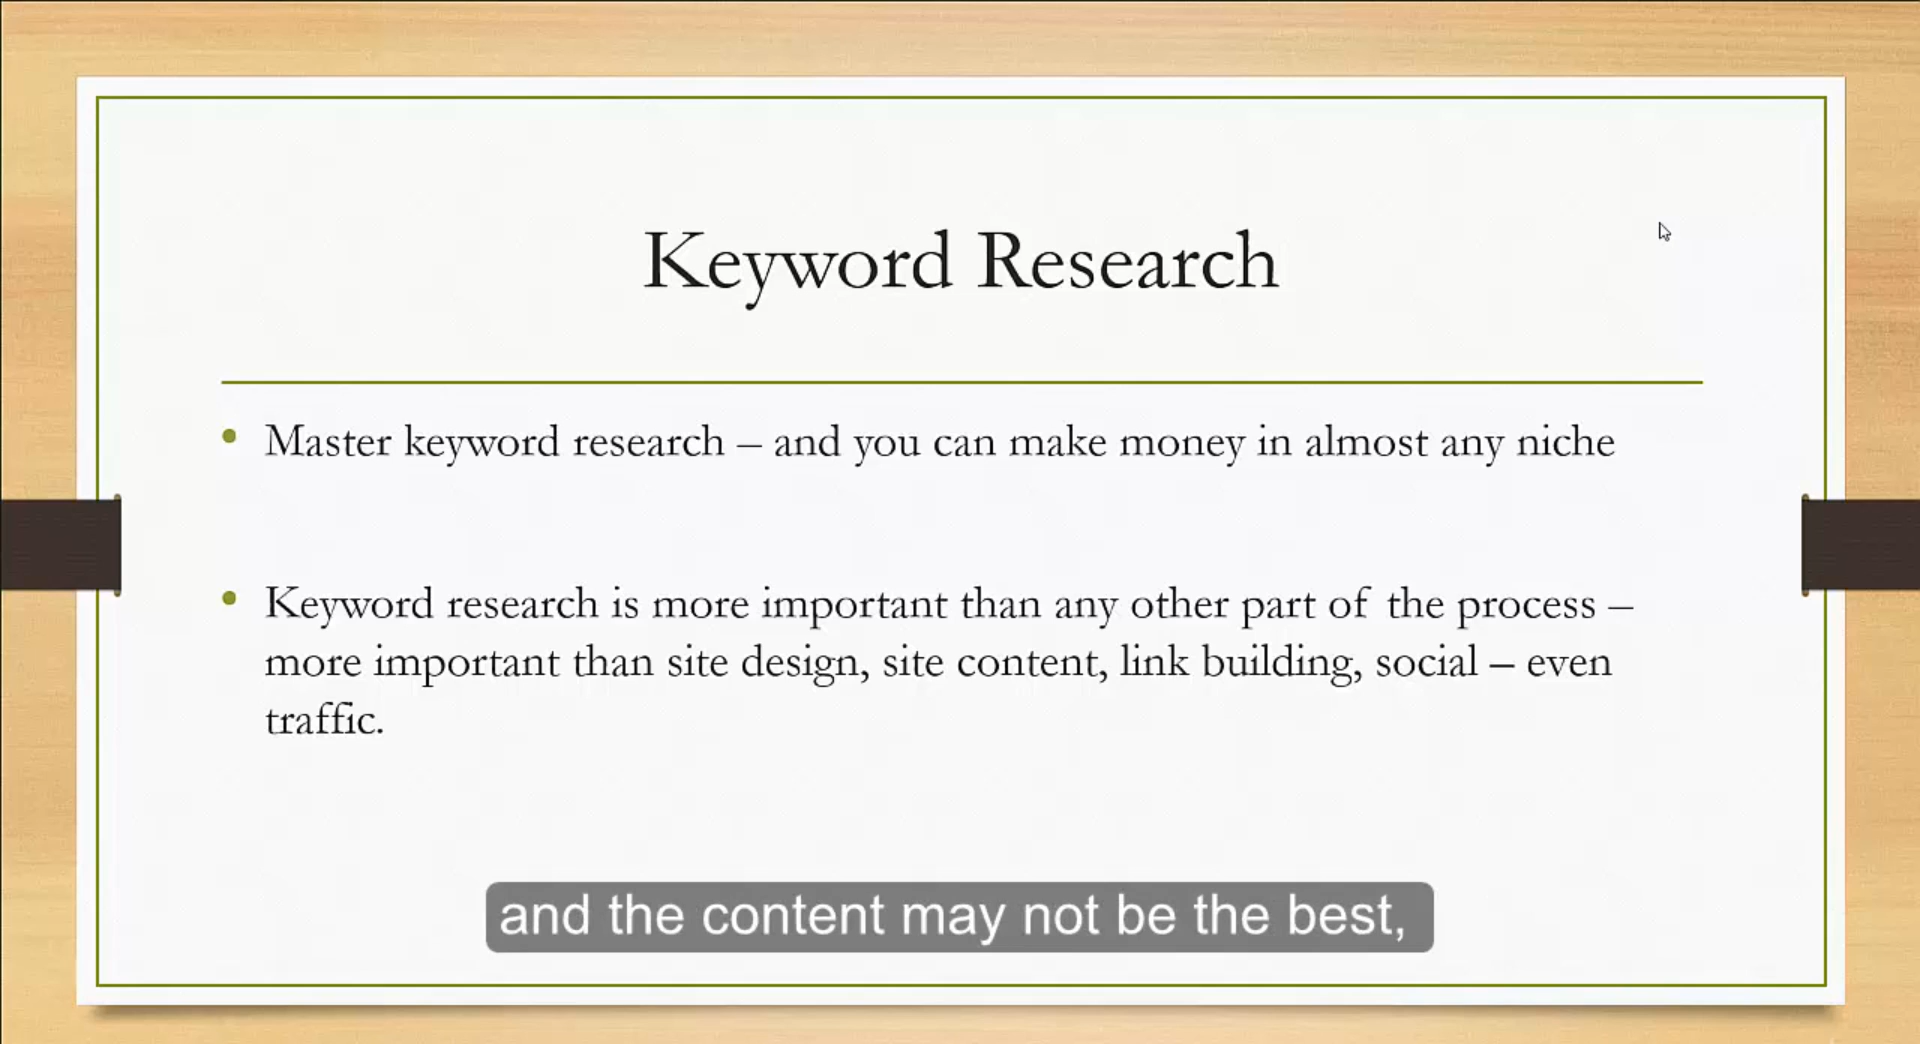 Keyword Research
• Master keyword research – and you can make money in almost any niche
• Keyword research is more important than any other part of the process –
more important than site design, site content, link building, social – even
traffic.
and the content may not be the best,